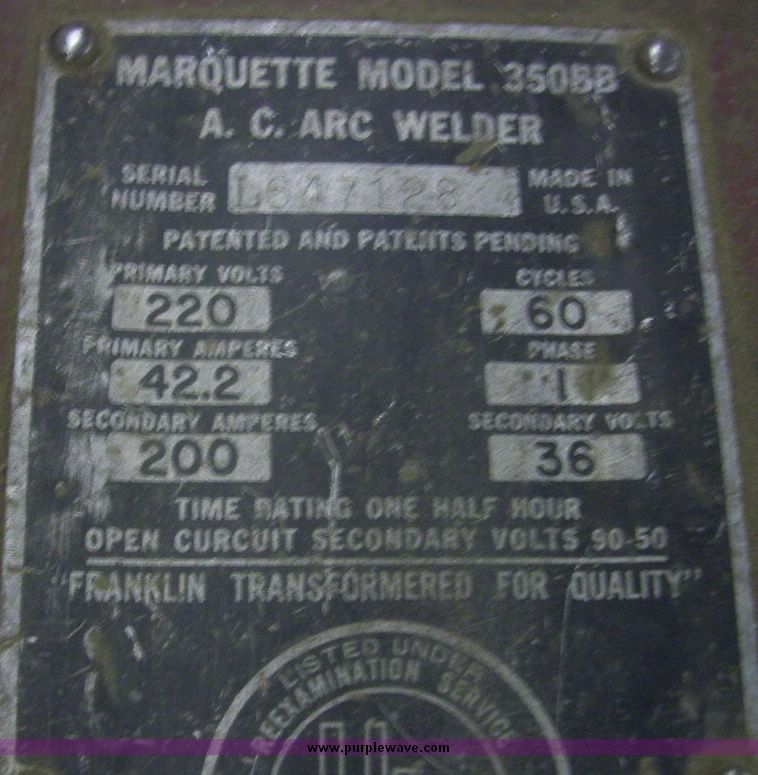 MARQUETTE MODEL 350BB
A. C. ARC WELDER
SERIAL NUMBER L647128 MADE IN U.S.A.
PATENTED AND PATENTS PENDING
PRIMARY VOLTS CYCLES
220 60
PRIMARY AMPERES PHASE
42.2 1
SECONDARY AMPERES SECONDARY VOLTS
200 36
TIME RATING ONE HALF HOUR
OPEN CURCUIT SECONDARY VOLTS 90-50
"FRANKLIN TRANSFORMERED FOR QUALITY"
LISTED UNDER
REEXAMINATION SERVICE
www.purplewave.com